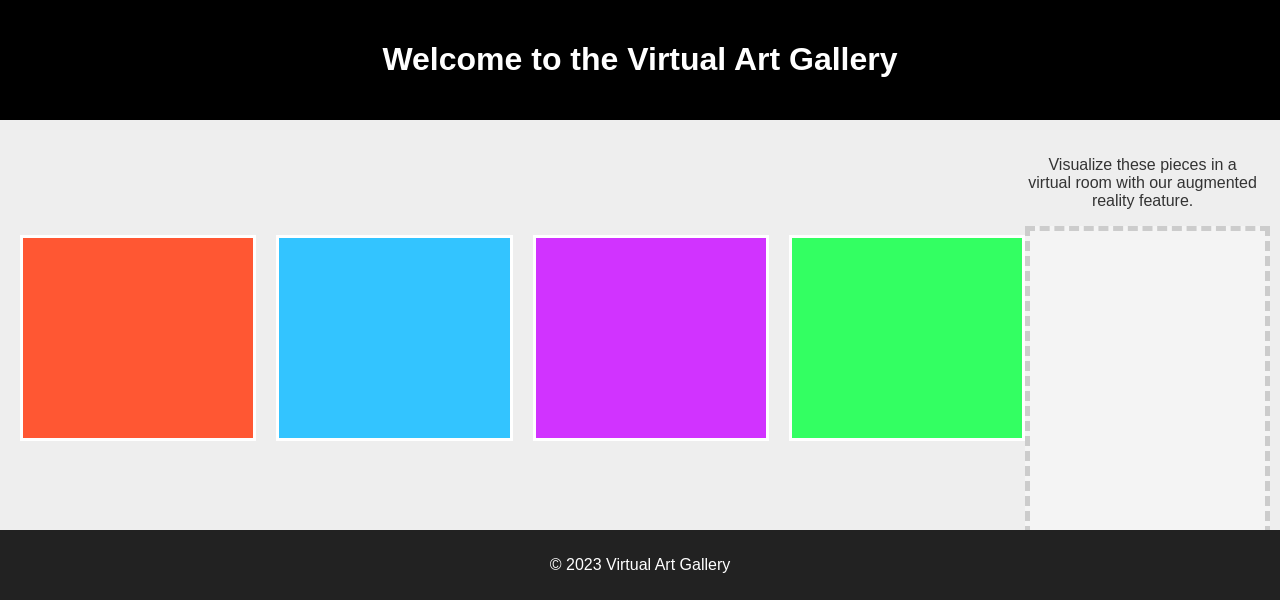 Welcome to the Virtual Art Gallery
Visualize these pieces in a
virtual room with our augmented
reality feature.
© 2023 Virtual Art Gallery